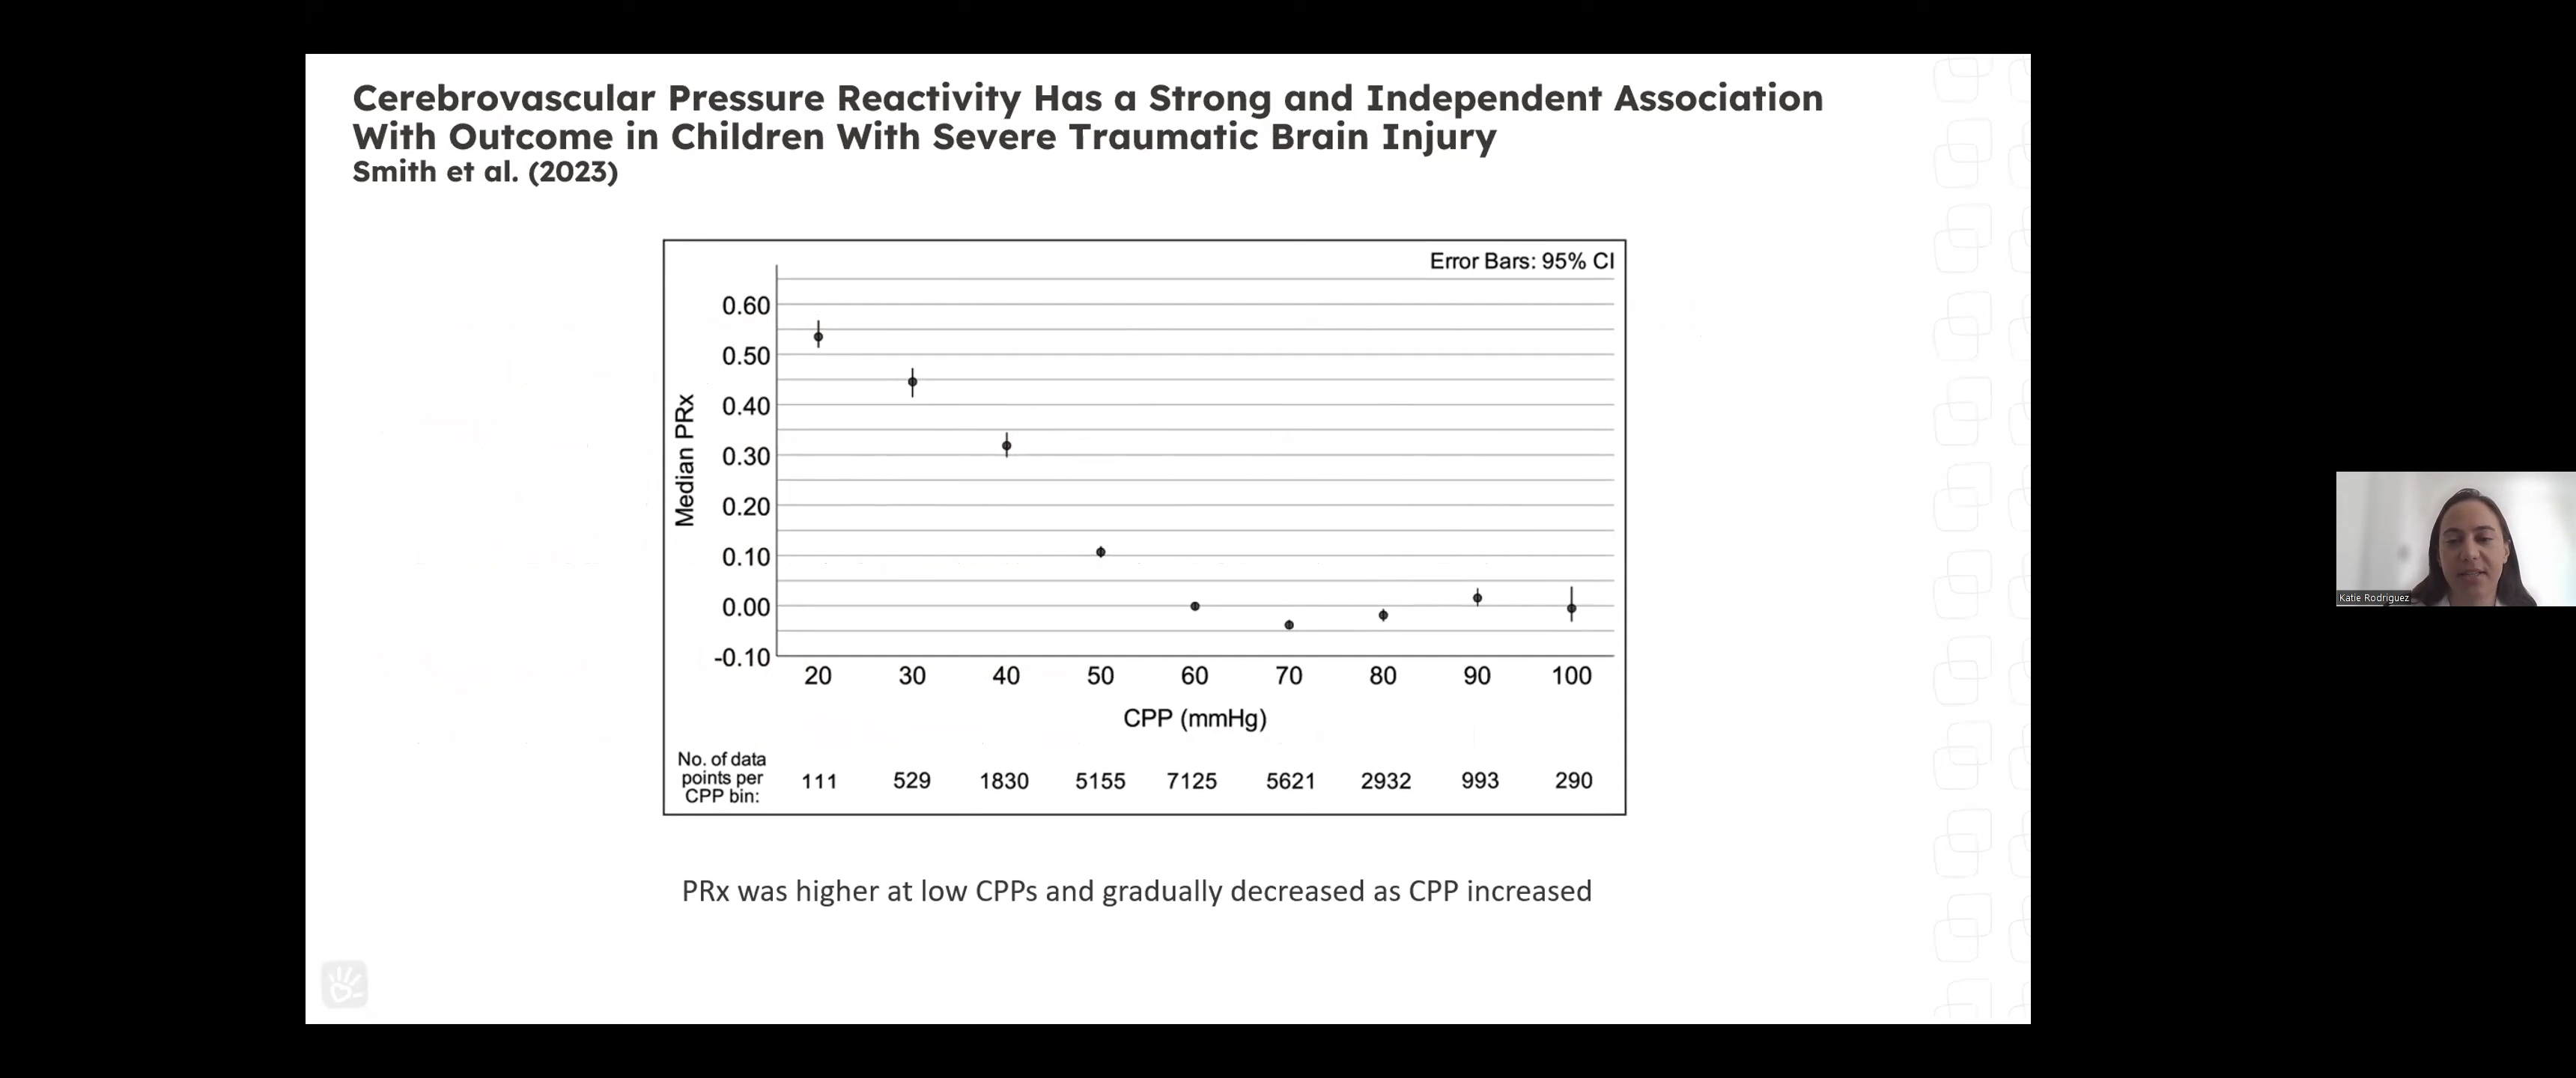 Cerebrovascular Pressure Reactivity Has a Strong and Independent Association
With Outcome in Children With Severe Traumatic Brain Injury
Smith et al. (2023)
Error Bars: 95% CI
Median PRx
0.60
0.50
0.40
0.30
0.20
0.10
0.00
-0.10
20 30 40 50 60 70 80 90 100
CPP (mmHg)
No. of data
points per
CPP bin:
111 529 1830 5155 7125 5621 2932 993 290
PRx was higher at low CPPs and gradually decreased as CPP increased
Katie Rodriguez